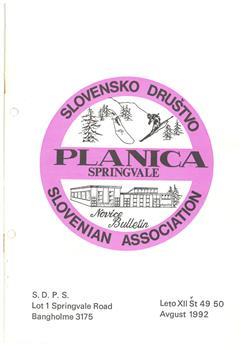 SLOVENSKO DRUŠTVO
PLANICA
SPRINGVALE
Novice
Bulletin
SLOVENIAN ASSOCIATION
S. D. P. S.
Lot 1 Springvale Road
Bangholme 3175
Leto XII Št 49 50
Avgust 1992